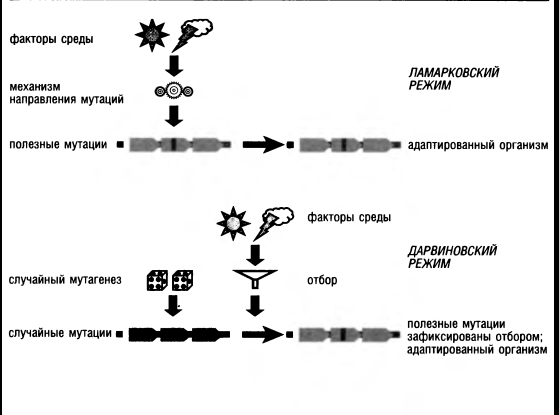 факторы среды
механизм
направления мутаций
ЛАМАРКОВСКИЙ
РЕЖИМ
полезные мутации
адаптированный организм
факторы среды
ДАРВИНОВСКИЙ
РЕЖИМ
случайный мутагенез
отбор
случайные мутации
полезные мутации
зафиксированы отбором;
адаптированный организм